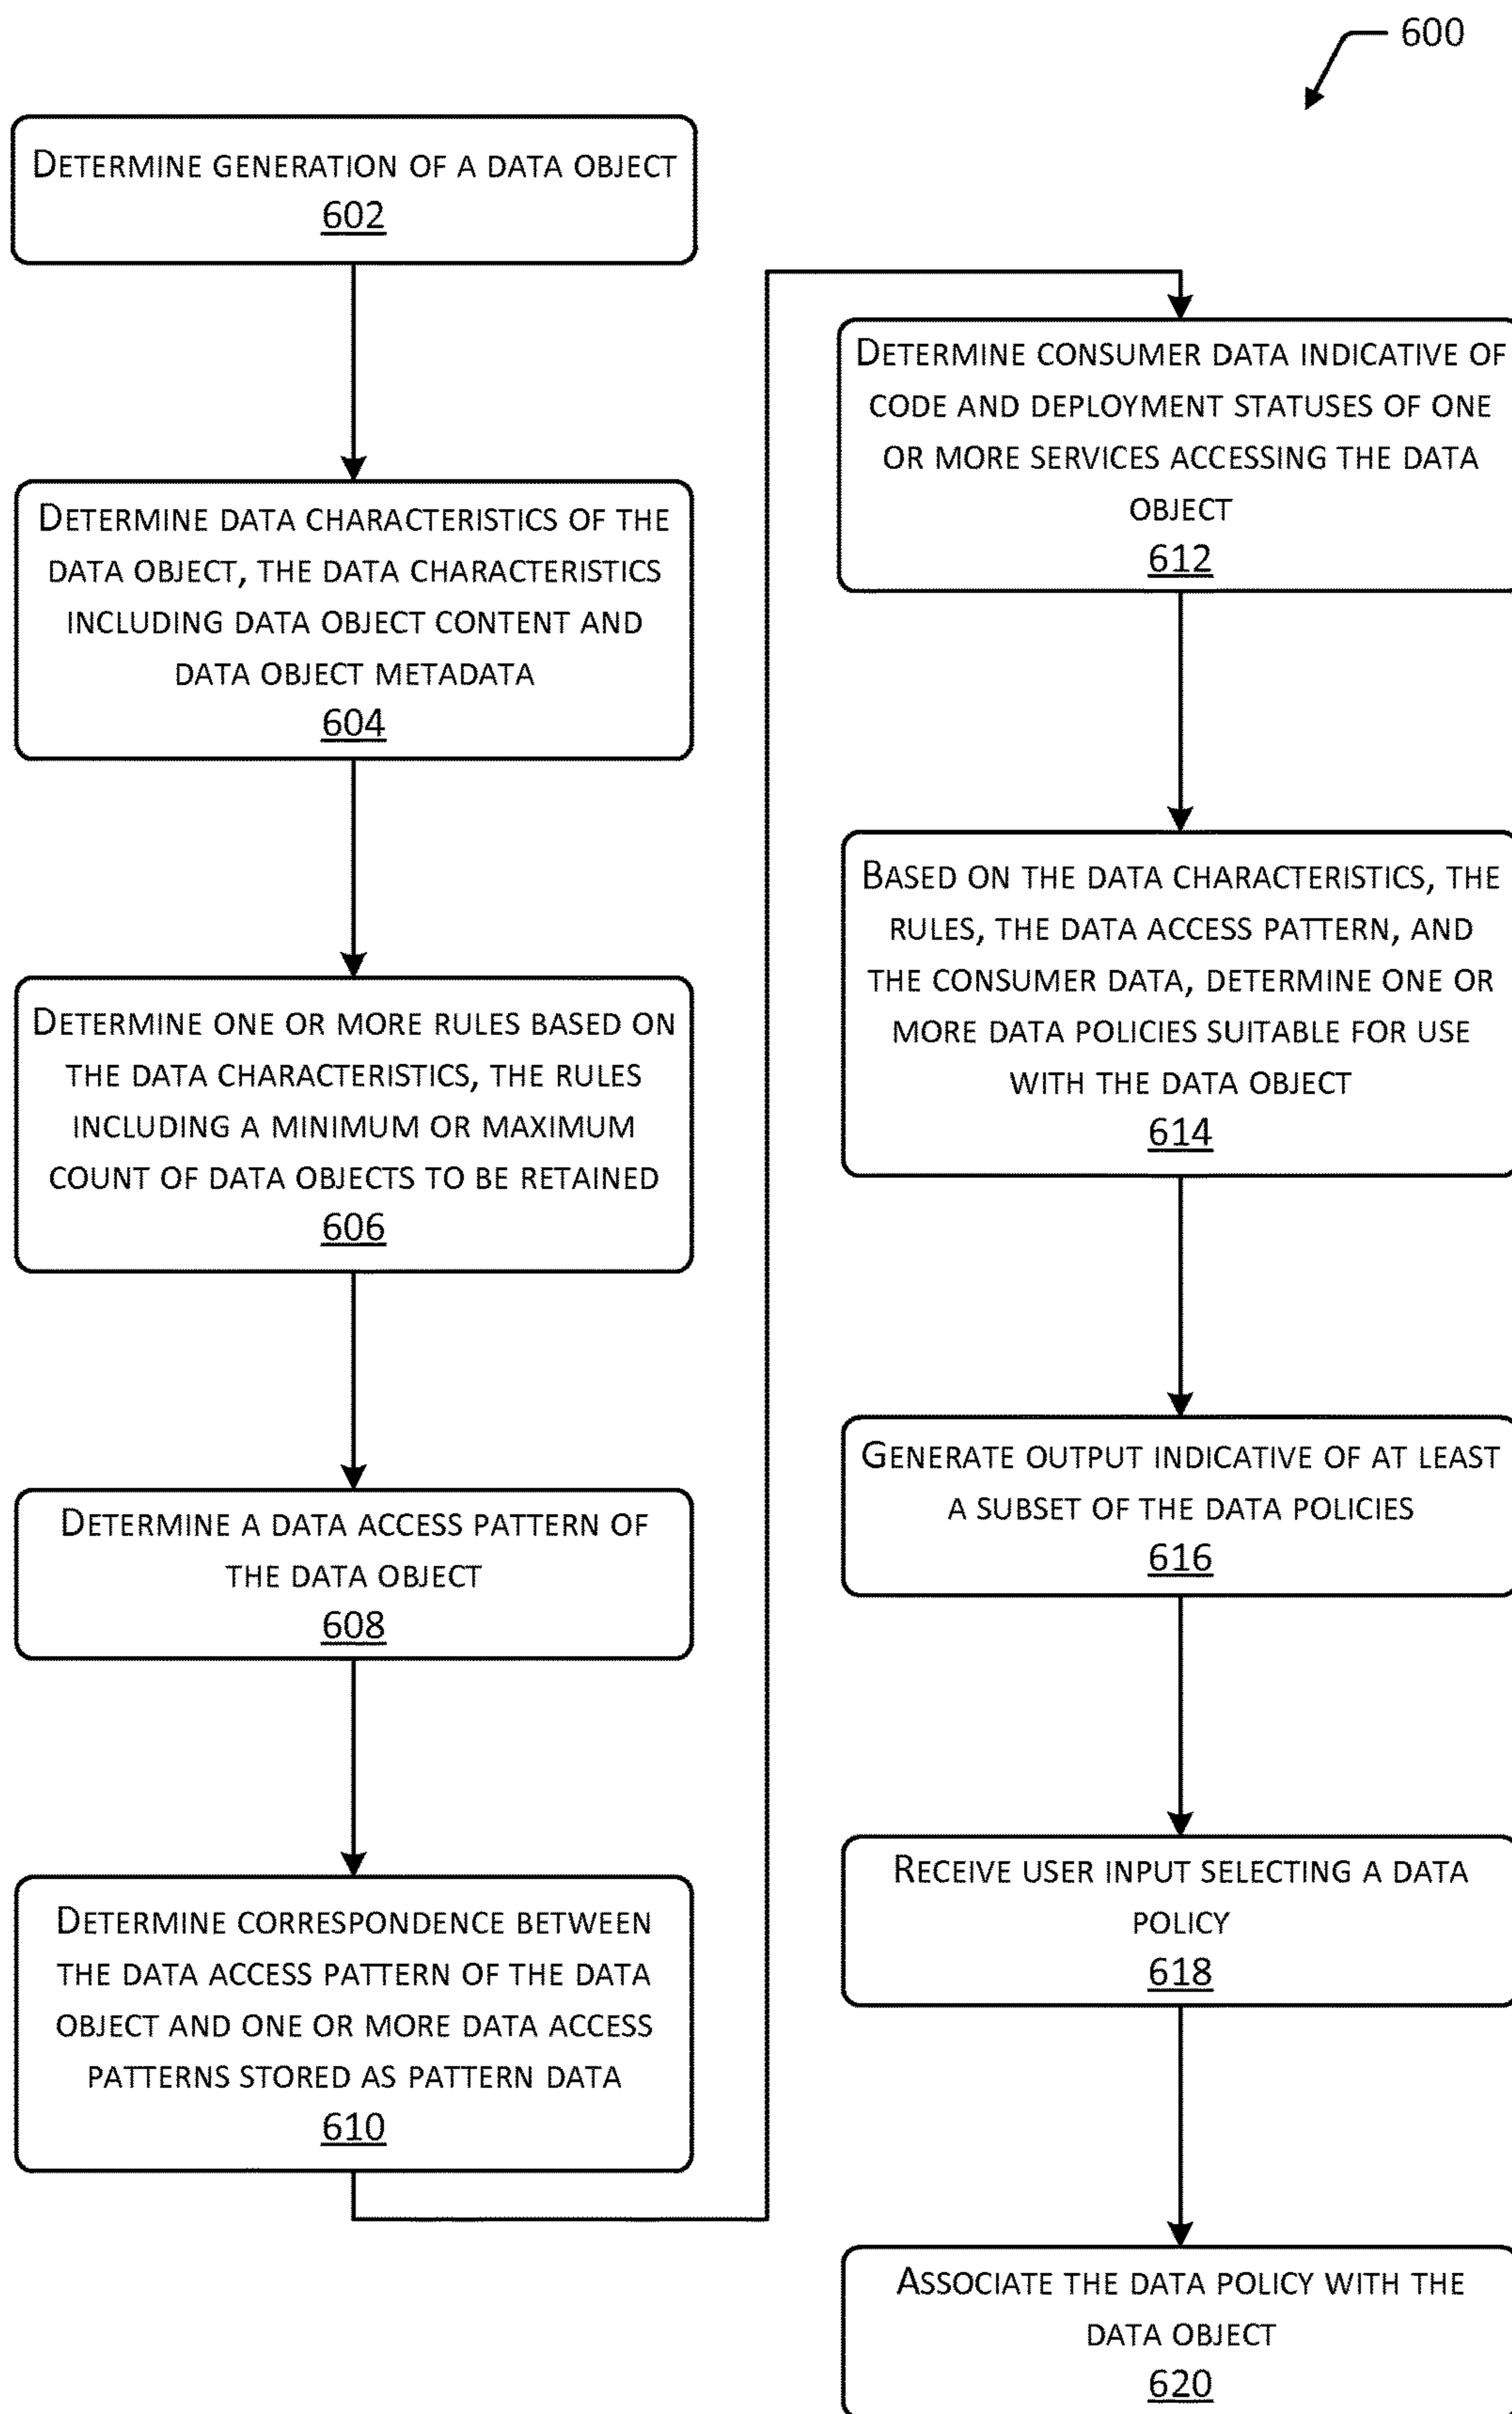 600
DETERMINE GENERATION OF A DATA OBJECT
602
DETERMINE DATA CHARACTERISTICS OF THE
DATA OBJECT, THE DATA CHARACTERISTICS
INCLUDING DATA OBJECT CONTENT AND
DATA OBJECT METADATA
604
DETERMINE ONE OR MORE RULES BASED ON
THE DATA CHARACTERISTICS, THE RULES
INCLUDING A MINIMUM OR MAXIMUM
COUNT OF DATA OBJECTS TO BE RETAINED
606
DETERMINE A DATA ACCESS PATTERN OF
THE DATA OBJECT
608
DETERMINE CORRESPONDENCE BETWEEN
THE DATA ACCESS PATTERN OF THE DATA
OBJECT AND ONE OR MORE DATA ACCESS
PATTERNS STORED AS PATTERN DATA
610
DETERMINE CONSUMER DATA INDICATIVE OF
CODE AND DEPLOYMENT STATUSES OF ONE
OR MORE SERVICES ACCESSING THE DATA
OBJECT
612
BASED ON THE DATA CHARACTERISTICS, THE
RULES, THE DATA ACCESS PATTERN, AND
THE CONSUMER DATA, DETERMINE ONE OR
MORE DATA POLICIES SUITABLE FOR USE
WITH THE DATA OBJECT
614
GENERATE OUTPUT INDICATIVE OF AT LEAST
A SUBSET OF THE DATA POLICIES
616
RECEIVE USER INPUT SELECTING A DATA
POLICY
618
ASSOCIATE THE DATA POLICY WITH THE
DATA OBJECT
620